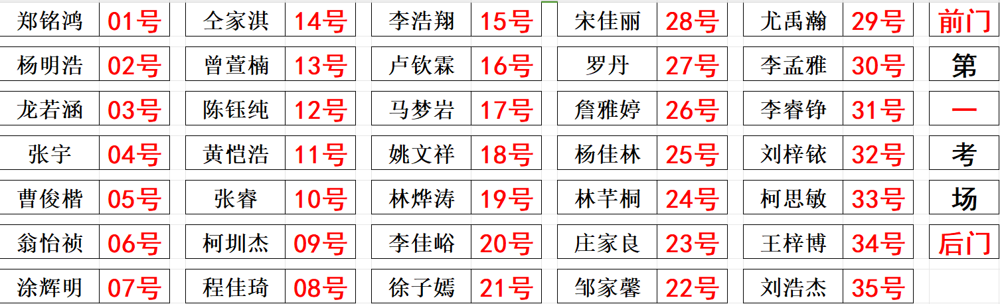 郑铭鸿 01号 仝家淇 14号 李浩翔 15号 宋佳丽 28号 尤禹瀚 29号 前门
杨明浩 02号 曾萱楠 13号 卢钦霖 16号 罗丹 27号 李孟雅 30号 第
龙若涵 03号 陈钰纯 12号 马梦岩 17号 詹雅婷 26号 李睿铮 31号 一
张宇 04号 黄恺浩 11号 姚文祥 18号 杨佳林 25号 刘梓铱 32号 考
曹俊楷 05号 张睿 10号 林烨涛 19号 林芊桐 24号 柯思敏 33号 场
翁怡祯 06号 柯圳杰 09号 李佳峪 20号 庄家良 23号 王梓博 34号 后门
涂辉明 07号 程佳琦 08号 徐子嫣 21号 邹家馨 22号 刘浩杰 35号